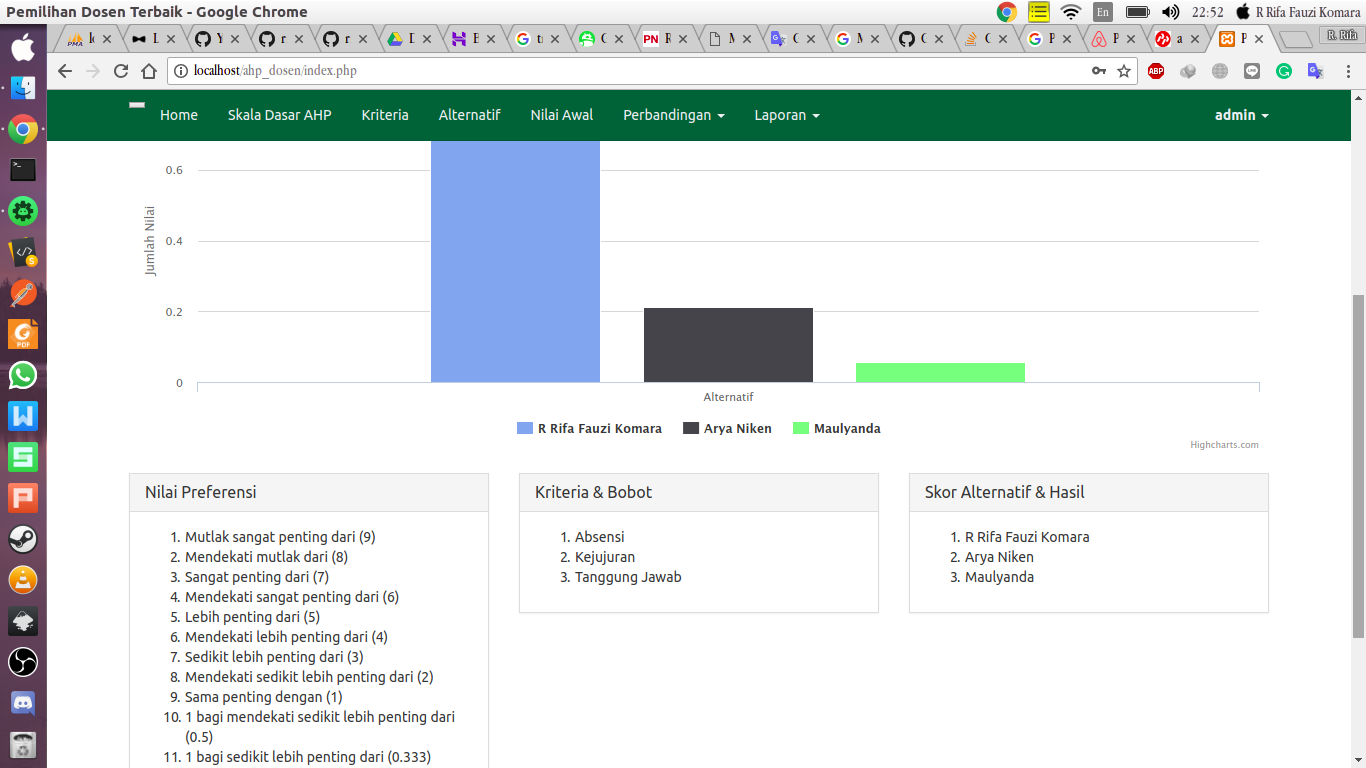 Pemilihan Dosen Terbaik - Google Chrome
En
22:52
R Rifa Fauzi Komara
R. Rifa
localhost/ahp_dosen/index.php
ABP
Home
Skala Dasar AHP
Kriteria
Alternatif
Nilai Awal
Perbandingan
Laporan
admin
0.6
0.4
0.2
0
Jumlah Nilai
Alternatif
R Rifa Fauzi Komara
Arya Niken
Maulyanda
Highcharts.com
Nilai Preferensi
1. Mutlak sangat penting dari (9)
2. Mendekati mutlak dari (8)
3. Sangat penting dari (7)
4. Mendekati sangat penting dari (6)
5. Lebih penting dari (5)
6. Mendekati lebih penting dari (4)
7. Sedikit lebih penting dari (3)
8. Mendekati sedikit lebih penting dari (2)
9. Sama penting dengan (1)
10. 1 bagi mendekati sedikit lebih penting dari
(0.5)
11. 1 bagi sedikit lebih penting dari (0.333)
Kriteria & Bobot
1. Absensi
2. Kejujuran
3. Tanggung Jawab
Skor Alternatif & Hasil
1. R Rifa Fauzi Komara
2. Arya Niken
3. Maulyanda